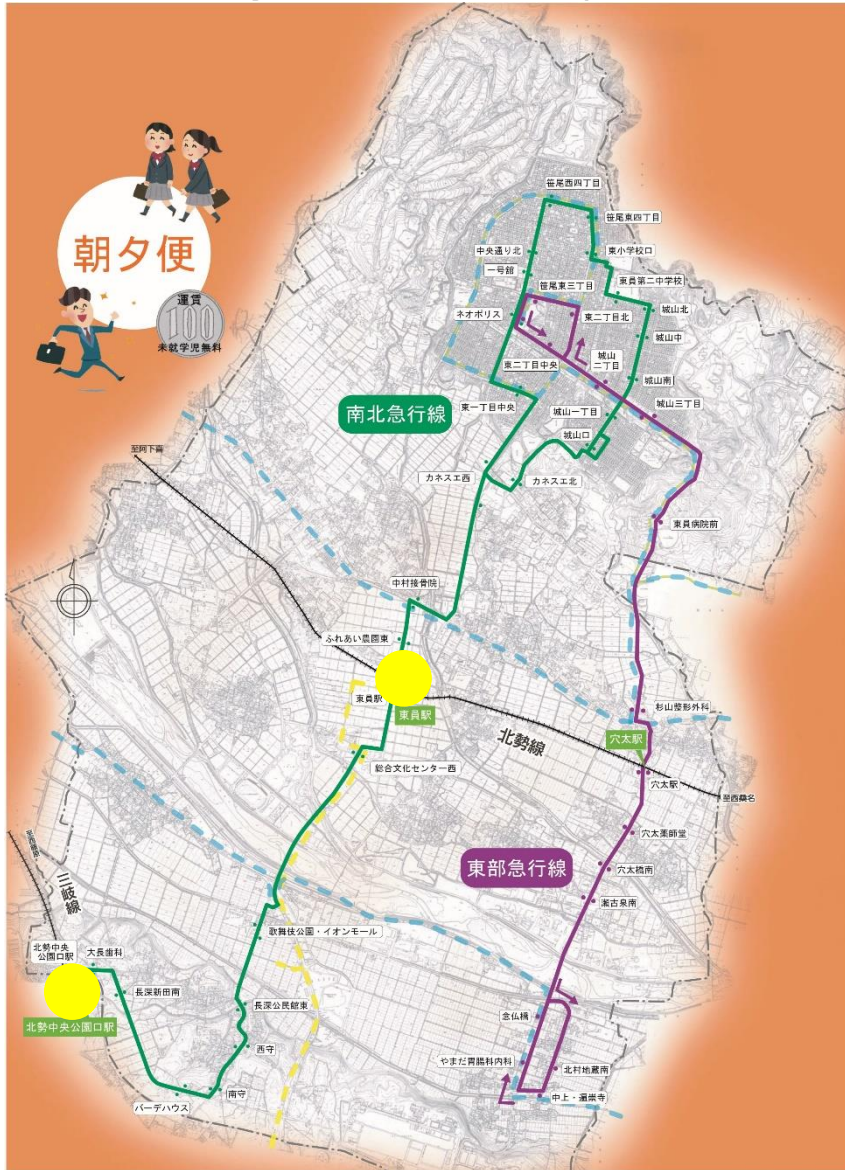 朝夕便
運賃
100
未就学児無料
笹尾西四丁目
笹尾東四丁目
中央通り北
東小学校口
一号舘
東員第二中学校
笹尾東三丁目
ネオポリス
東二丁目北
城山北
城山中
東二丁目中央
城山
二丁目
城山南
東一丁目中央
城山一丁目
城山三丁目
南北急行線
城山口
至阿下喜
カネスエ西
カネスエ北
東員病院前
中村接骨院
ふれあい農園東
東員駅
東員駅
杉山整形外科
北勢線
穴太駅
総合文化センター西
穴太駅
至西桑名
穴太薬師堂
東部急行線
穴太橋南
瀬古泉南
至西藤原
三岐線
歌舞伎公園・イオンモール
北勢中央
公園口駅
大長歯科
長深新田南
長深公民館東
念仏橋
北勢中央公園口駅
西守
やまだ胃腸科内科
北村地蔵南
バーデハウス
南守
中上・